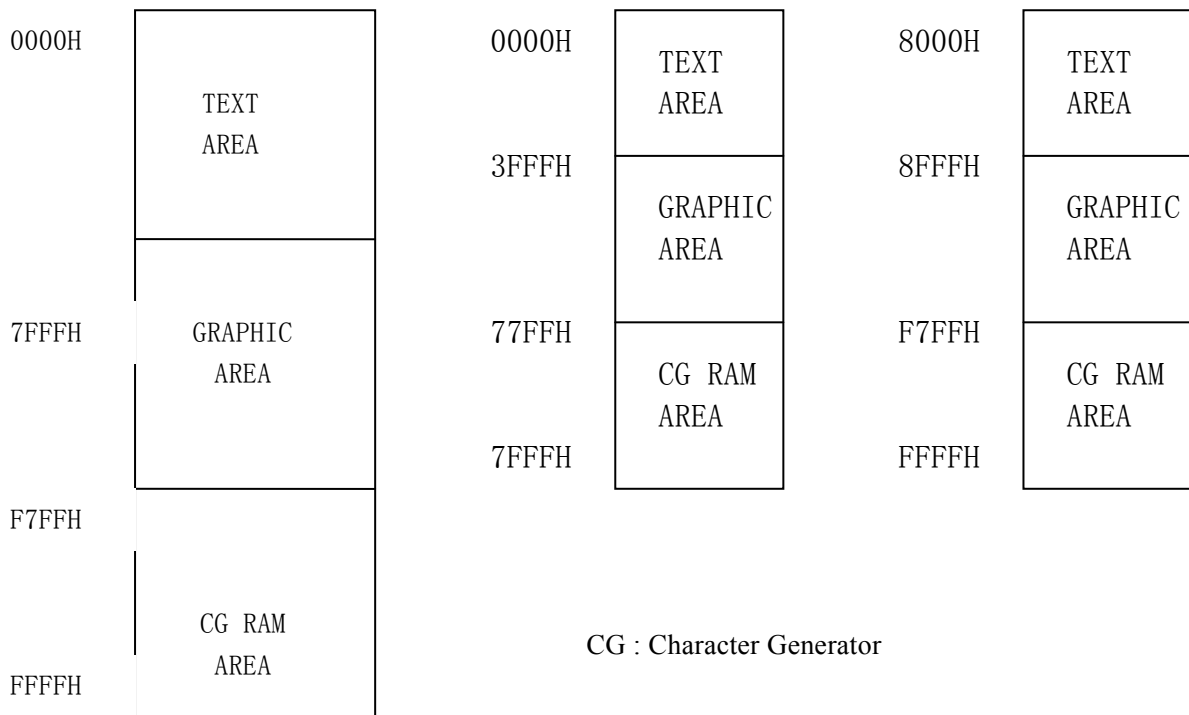 0000H
TEXT
AREA
7FFFH
GRAPHIC
AREA
F7FFH
CG RAM
AREA
FFFFH
0000H
TEXT
AREA
3FFFH
GRAPHIC
AREA
77FFH
CG RAM
AREA
7FFFH
8000H
TEXT
AREA
8FFFH
GRAPHIC
AREA
F7FFH
CG RAM
AREA
FFFFH
CG : Character Generator